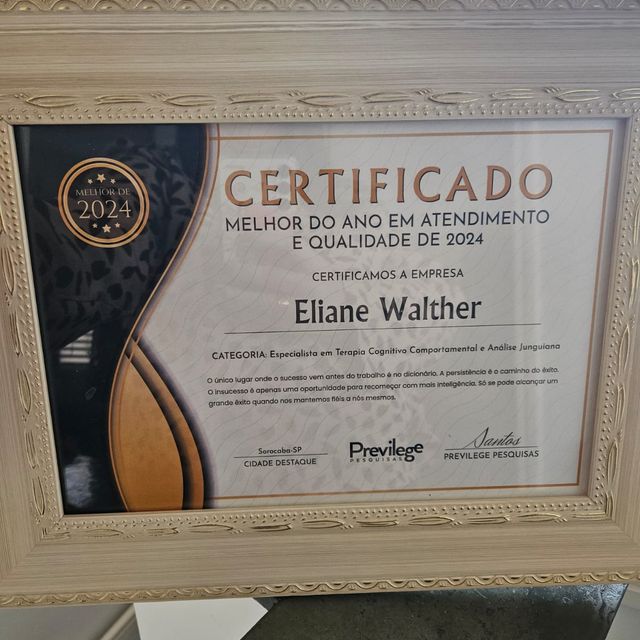 MELHOR DE
2024
CERTIFICADO
MELHOR DO ANO EM ATENDIMENTO
E QUALIDADE DE 2024
CERTIFICAMOS A EMPRESA
Eliane Walther
CATEGORIA: Especialista em Terapia Cognitivo Comportamental e Análise Junguiana
O único lugar onde o sucesso vem antes do trabalho é no dicionário. A persistência é o caminho do êxito.
O insucesso é apenas uma oportunidade para recomeçar com mais inteligência. Só se pode alcançar um
grande êxito quando nos mantemos fiéis a nós mesmos.
Sorocaba-SP
CIDADE DESTAQUE
Previlege
PESQUISAS
Santos
PREVILEGE PESQUISAS